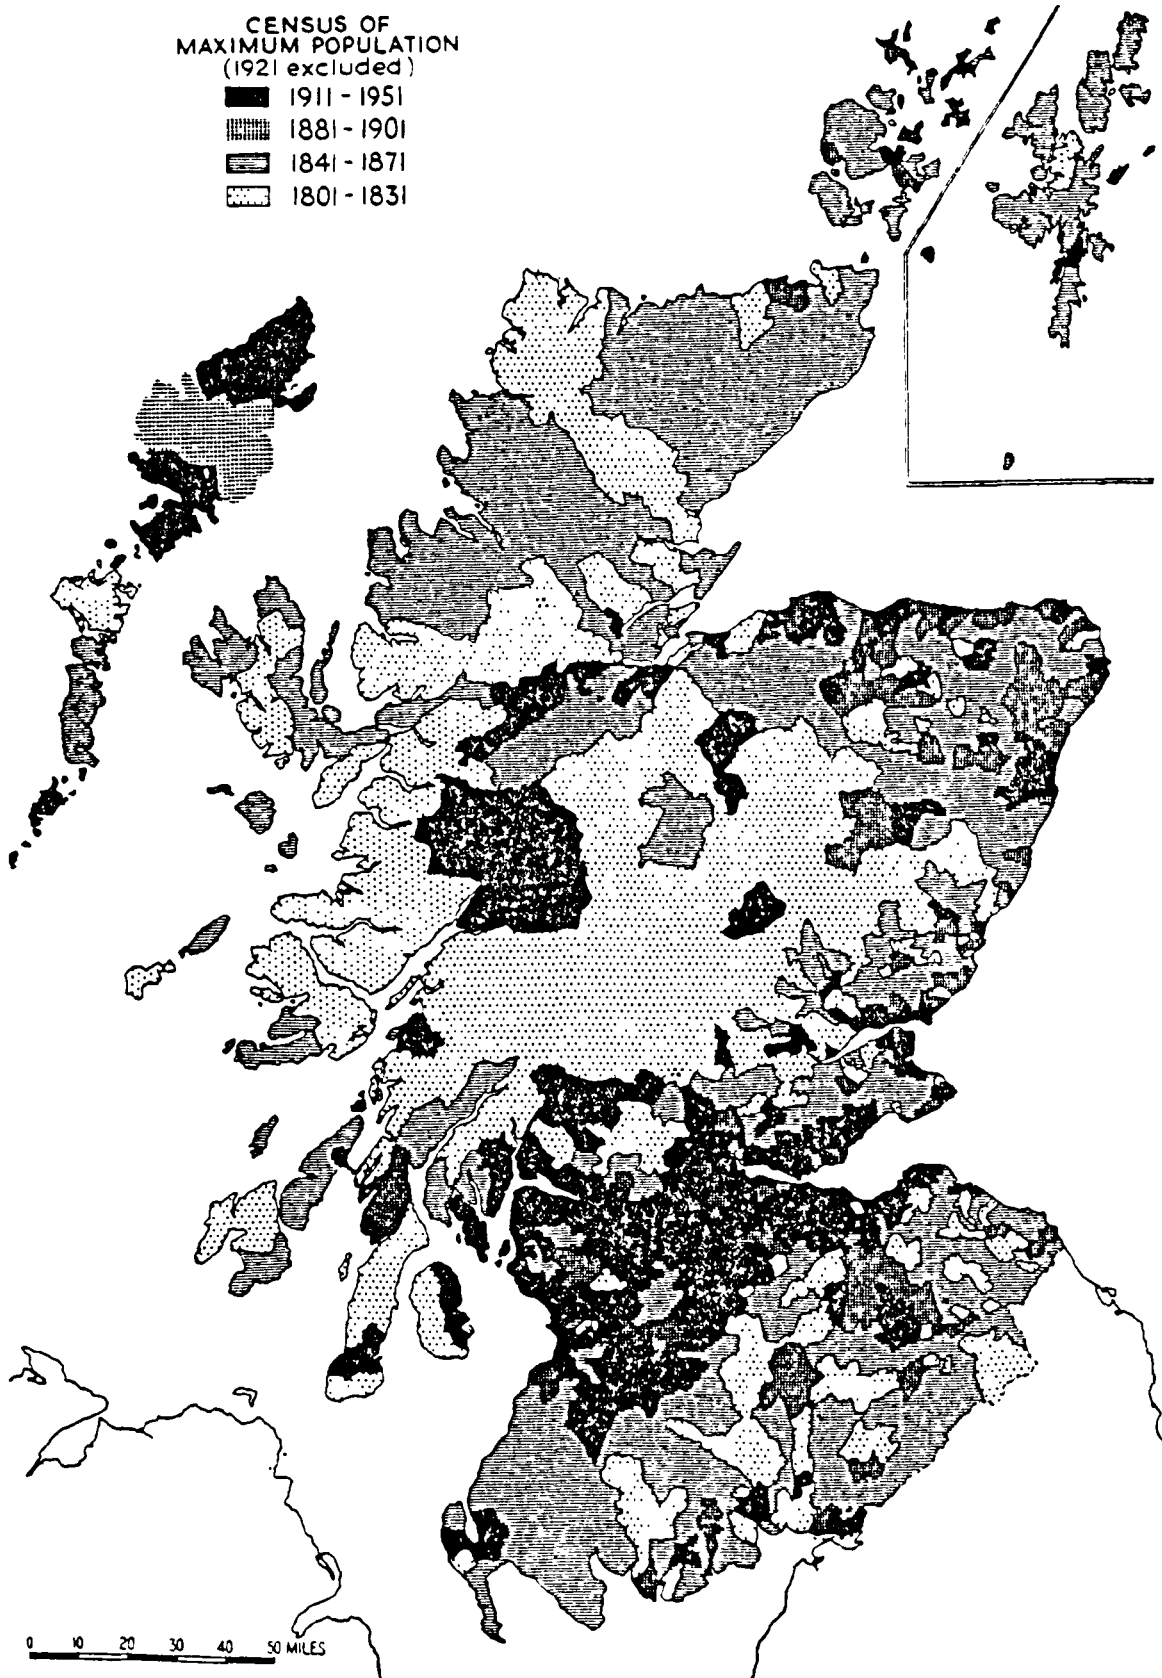 CENSUS OF
MAXIMUM POPULATION
(1921 excluded)
1911 - 1951
1881 - 1901
1841 - 1871
1801 - 1831
0 10 20 30 40 50 MILES